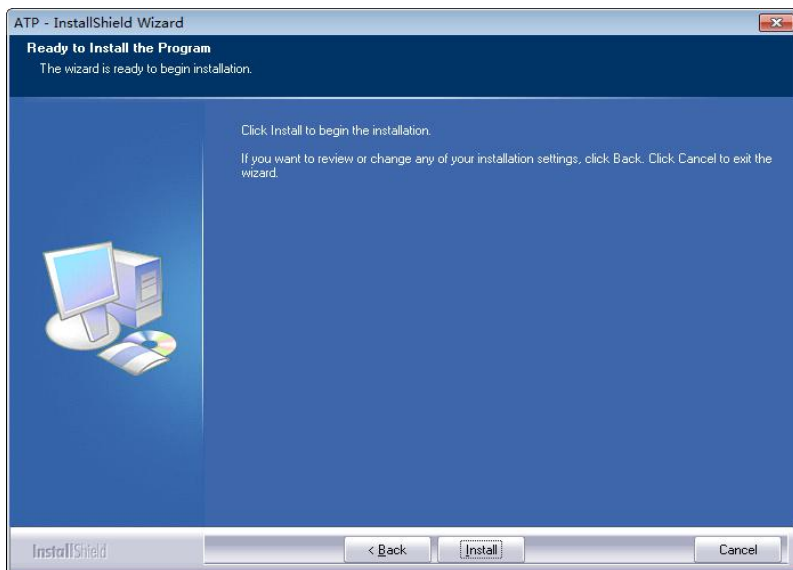 ATP - InstallShield Wizard
Ready to Install the Program
The wizard is ready to begin installation.
Click Install to begin the installation.
If you want to review or change any of your installation settings, click Back. Click Cancel to exit the
wizard.
InstallShield
< Back
Install
Cancel